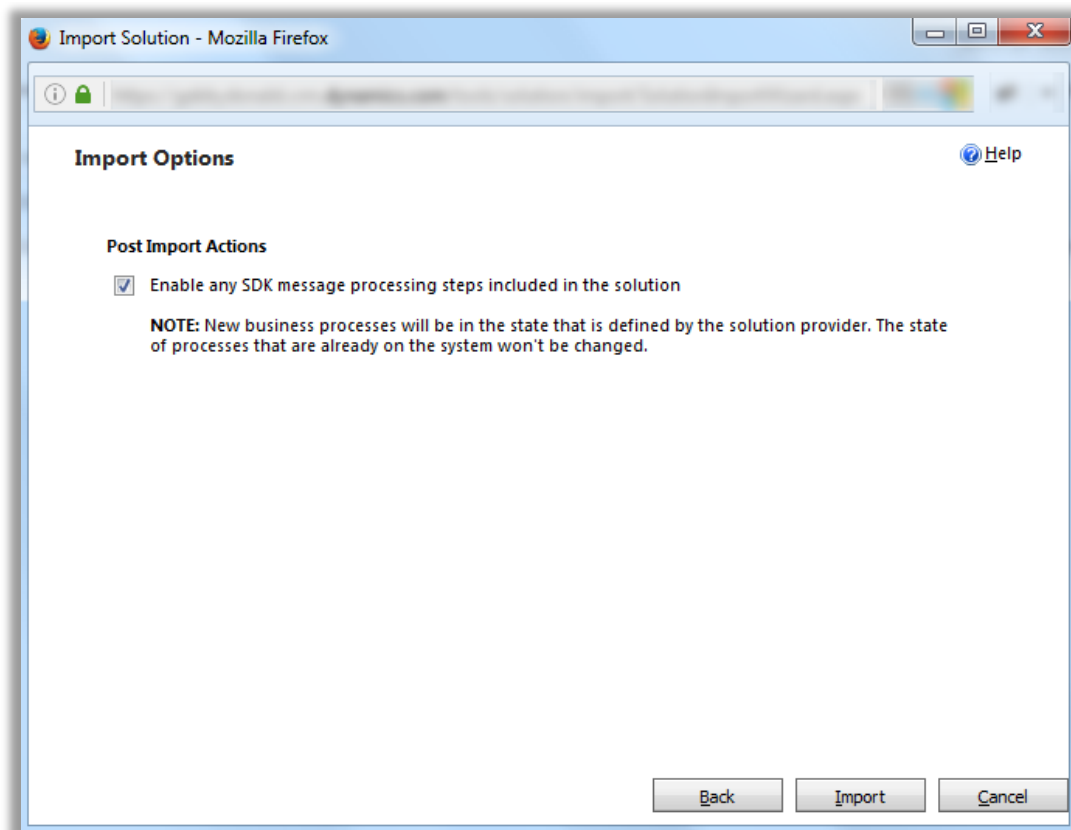 Import Solution - Mozilla Firefox
dynamics.com
Import Options
Help
Post Import Actions
Enable any SDK message processing steps included in the solution
NOTE: New business processes will be in the state that is defined by the solution provider. The state
of processes that are already on the system won't be changed.
Back Import Cancel